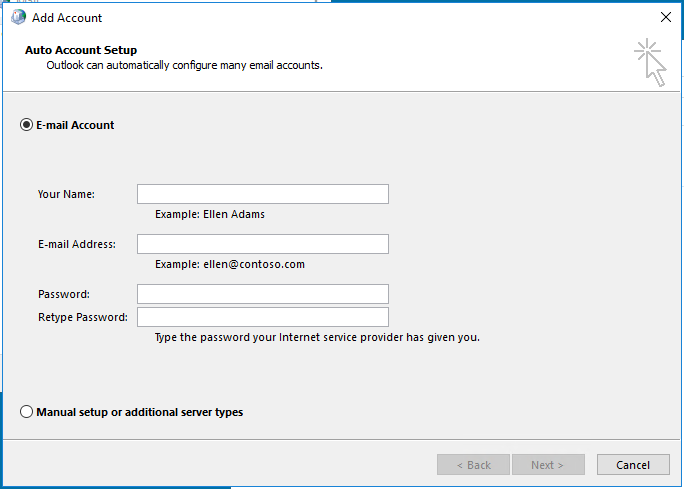 Add Account
Auto Account Setup
Outlook can automatically configure many email accounts.
E-mail Account
Your Name:
Example: Ellen Adams
E-mail Address:
Example: ellen@contoso.com
Password:
Retype Password:
Type the password your Internet service provider has given you.
Manual setup or additional server types
< Back Next > Cancel